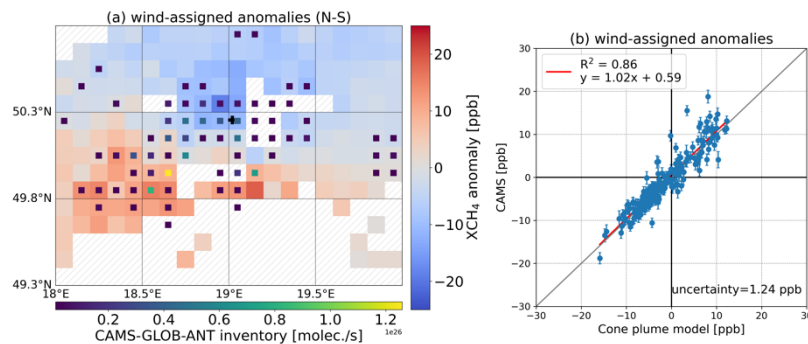 (a) wind-assigned anomalies (N-S)
50.3°N
49.8°N
49.3°N
18°E
18.5°E
19°E
19.5°E
20
10
0
−10
−20
XCH₄ anomaly [ppb]
0.2 0.4 0.6 0.8 1.0 1.2
1e26
CAMS-GLOB-ANT inventory [molec./s]
(b) wind-assigned anomalies
R² = 0.86
y = 1.02x + 0.59
30
20
10
0
−10
−20
−30
CAMS [ppb]
uncertainty=1.24 ppb
−30 −20 −10 0 10 20 30
Cone plume model [ppb]